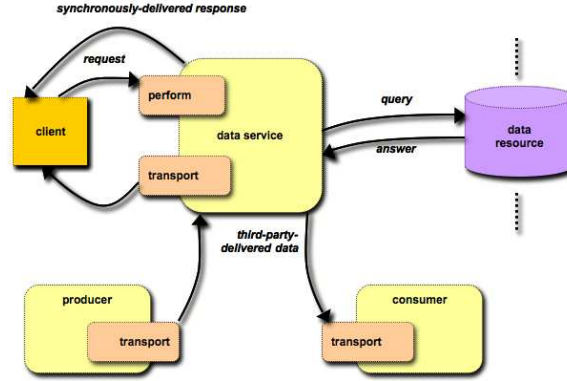 synchronously-delivered response
request
perform
client
data service
transport
query
answer
data
resource
third-party-
delivered data
producer
transport
consumer
transport